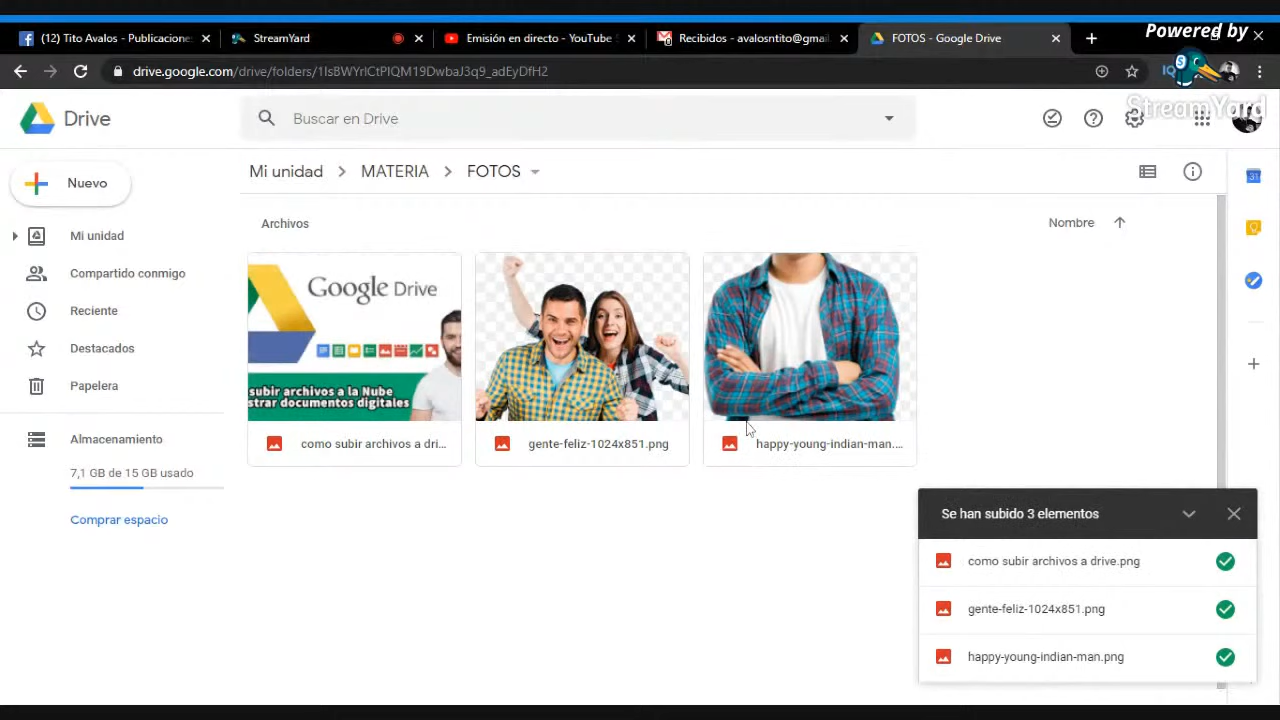 Powered by
StreamYard
(12) Tito Avalos - Publicacione
StreamYard
Emisión en directo - YouTube S
Recibidos - avalosntito@gmail.
FOTOS - Google Drive
drive.google.com/drive/folders/1IsBWYrlCtPIQM19DwbaJ3q9_adEyDfH2
Drive
Buscar en Drive
Nuevo
Mi unidad
Compartido conmigo
Reciente
Destacados
Papelera
Almacenamiento
7,1 GB de 15 GB usado
Comprar espacio
Mi unidad > MATERIA > FOTOS
Archivos
Nombre
Google Drive
subir archivos a la Nube
strar documentos digitales
como subir archivos a dri...
gente-feliz-1024x851.png
happy-young-indian-man....
Se han subido 3 elementos
como subir archivos a drive.png
gente-feliz-1024x851.png
happy-young-indian-man.png
31